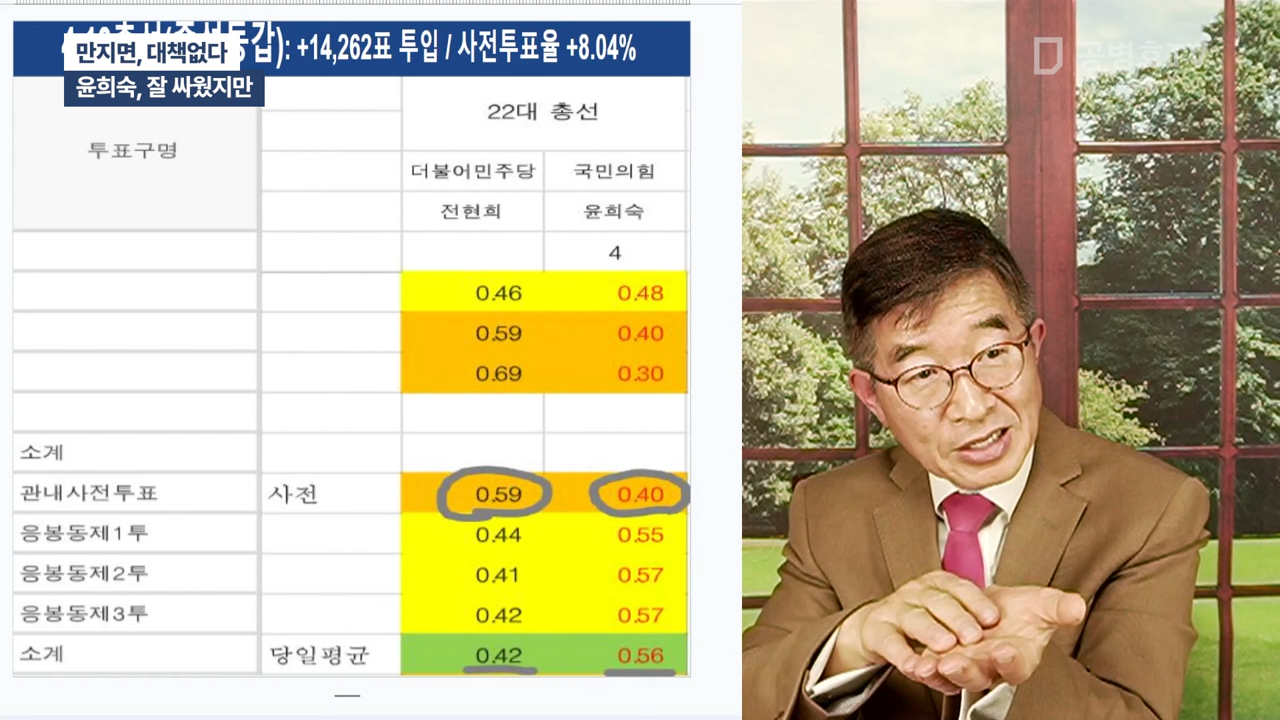 ): +14,262표 투입 / 사전투표율 +8.04%
만지면, 대책없다
윤희숙, 잘 싸웠지만
공병호
투표구명
22대 총선
더불어민주당 국민의힘
전현희 윤희숙
4
0.46 0.48
0.59 0.40
0.69 0.30
소계
관내사전투표 사전 0.59 0.40
응봉동제1투 0.44 0.55
응봉동제2투 0.41 0.57
응봉동제3투 0.42 0.57
소계 당일평균 0.42 0.56